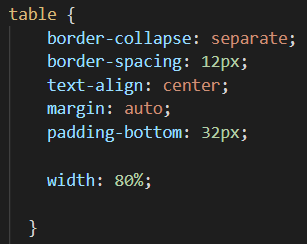 table {
    border-collapse: separate;
    border-spacing: 12px;
    text-align: center;
    margin: auto;
    padding-bottom: 32px;

    width: 80%;

  }